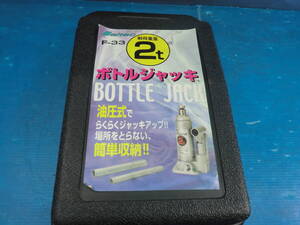 F-33
耐荷重量
2t
ボトルジャッキ
BOTTLE JACK
油圧式で
らくらくジャッキアップ!!
場所をとらない、
簡単収納!!